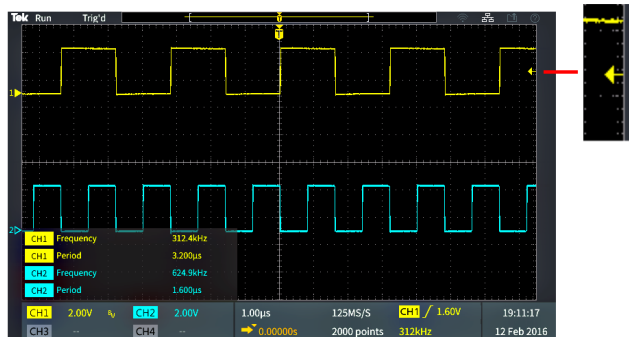 Tek Run Trig'd
T
T
1
2
CH1 Frequency 312.4kHz
CH1 Period 3.200µs
CH2 Frequency 624.9kHz
CH2 Period 1.600µs
CH1 2.00V CH2 2.00V 1.00µs 125MS/S CH1 1.60V 19:11:17
CH3 -- CH4 -- 0.00000s 2000 points 312kHz 12 Feb 2016